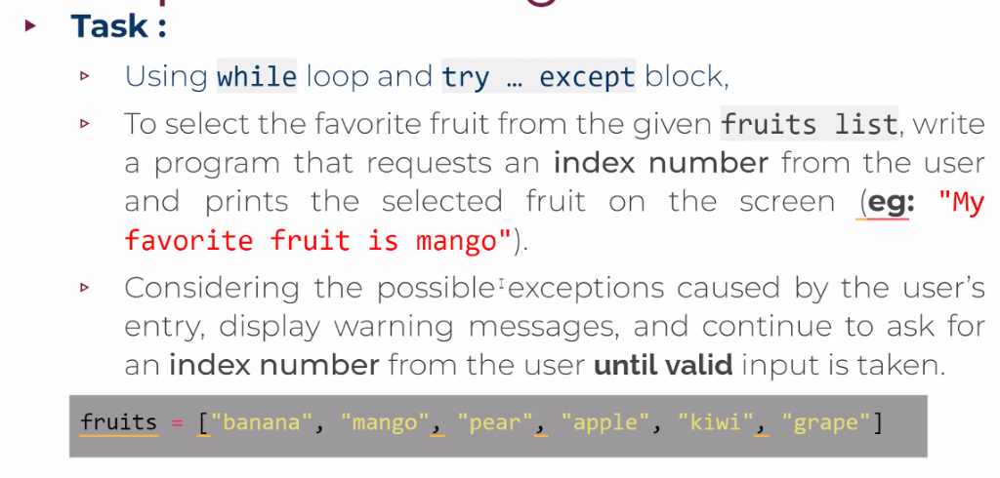 Task :
Using while loop and try … except block,
To select the favorite fruit from the given fruits list, write
a program that requests an index number from the user
and prints the selected fruit on the screen (eg: "My
favorite fruit is mango").
Considering the possible exceptions caused by the user's
entry, display warning messages, and continue to ask for
an index number from the user until valid input is taken.
fruits = ["banana", "mango", "pear", "apple", "kiwi", "grape"]